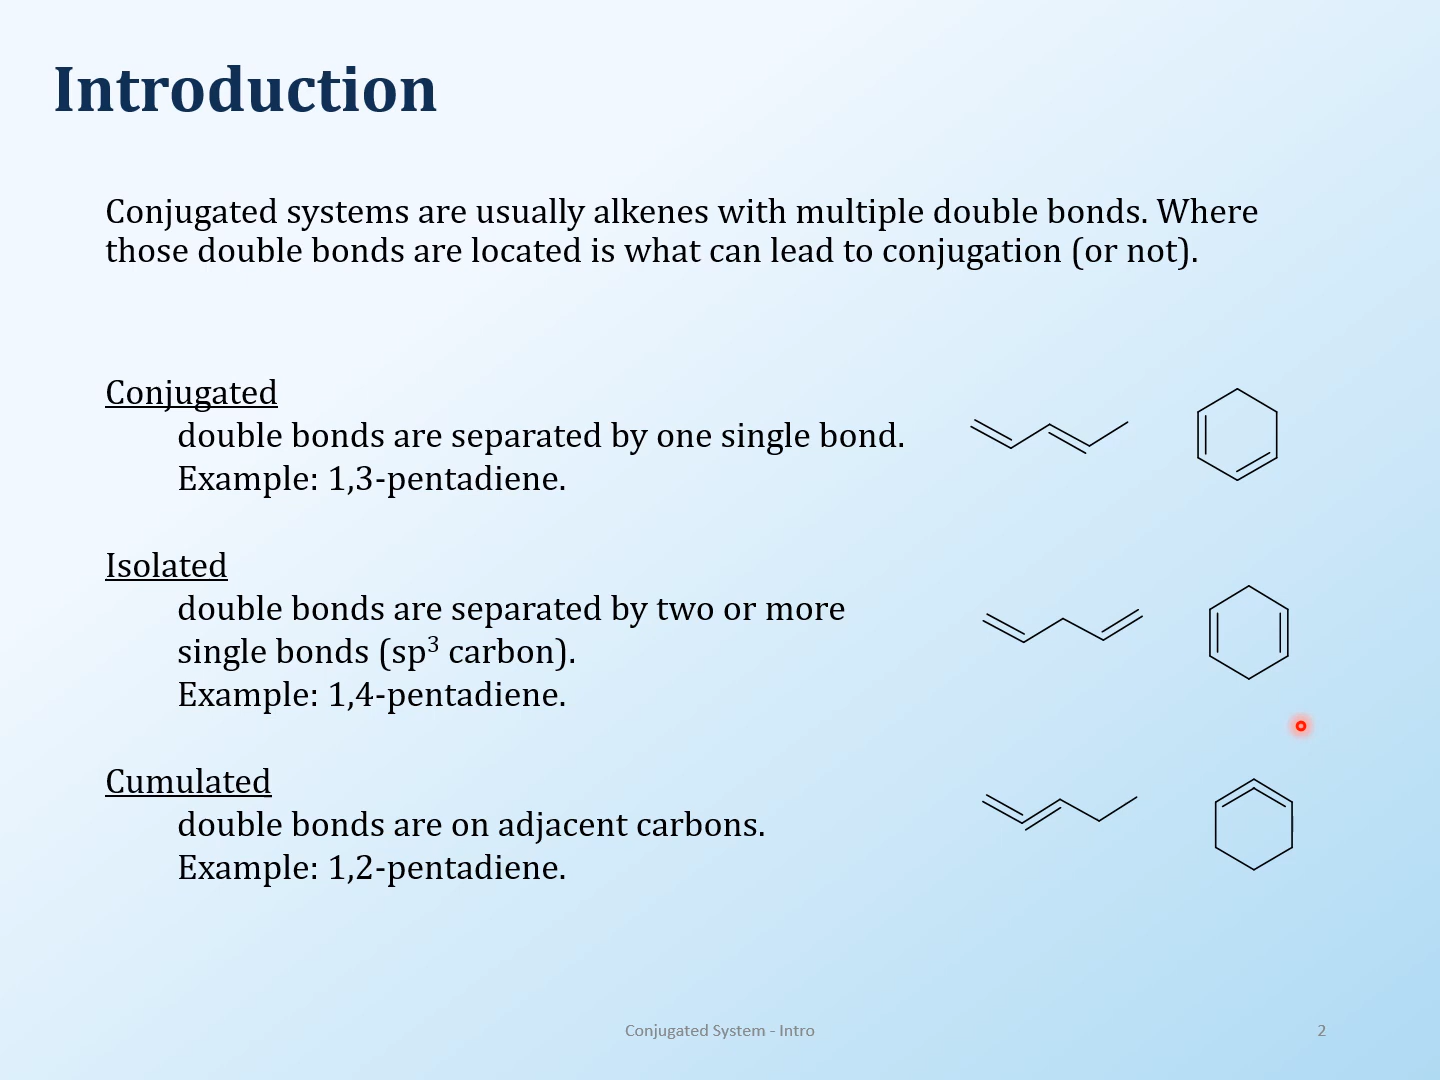 Introduction
Conjugated systems are usually alkenes with multiple double bonds. Where
those double bonds are located is what can lead to conjugation (or not).
Conjugated
double bonds are separated by one single bond.
Example: 1,3-pentadiene.
Isolated
double bonds are separated by two or more
single bonds (sp³ carbon).
Example: 1,4-pentadiene.
Cumulated
double bonds are on adjacent carbons.
Example: 1,2-pentadiene.
Conjugated System - Intro
2